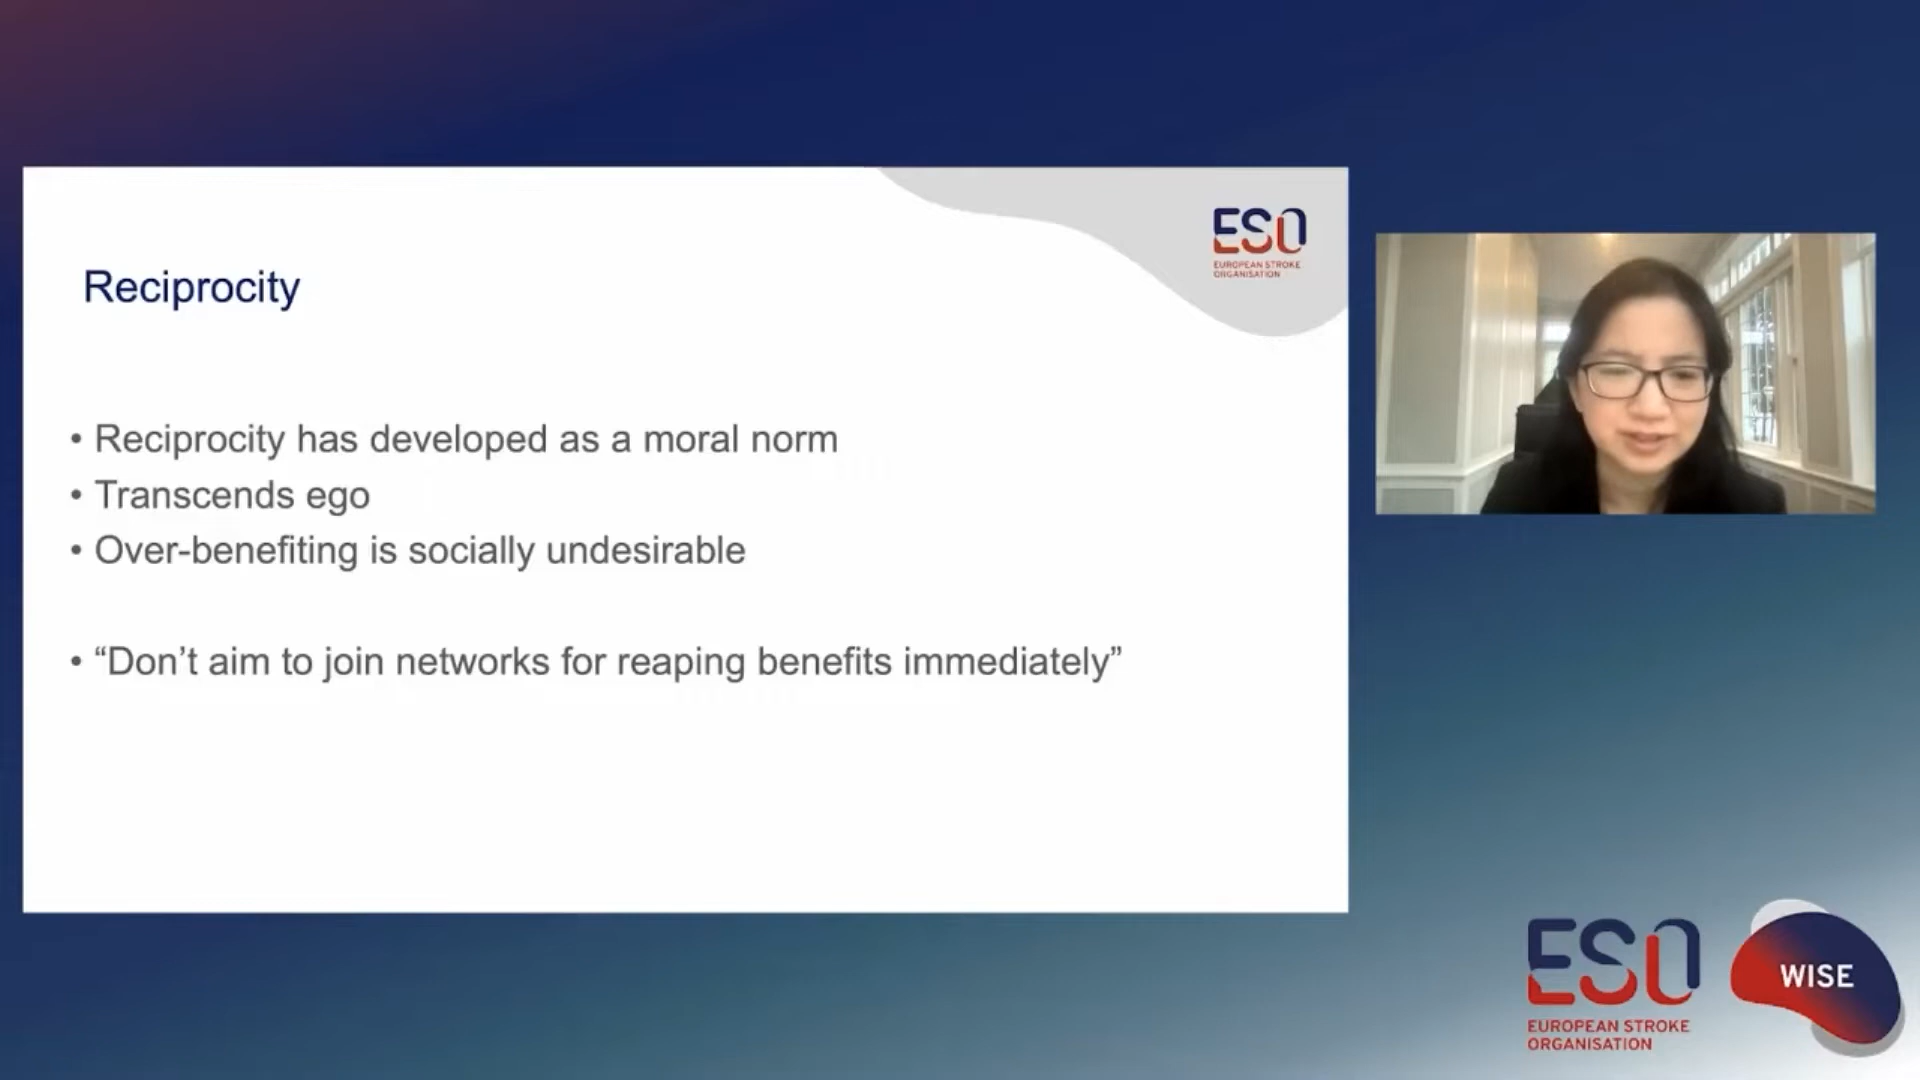 ESO
EUROPEAN STROKE
ORGANISATION
Reciprocity
• Reciprocity has developed as a moral norm
• Transcends ego
• Over-benefiting is socially undesirable
• “Don’t aim to join networks for reaping benefits immediately”
ESO
EUROPEAN STROKE
ORGANISATION
WISE